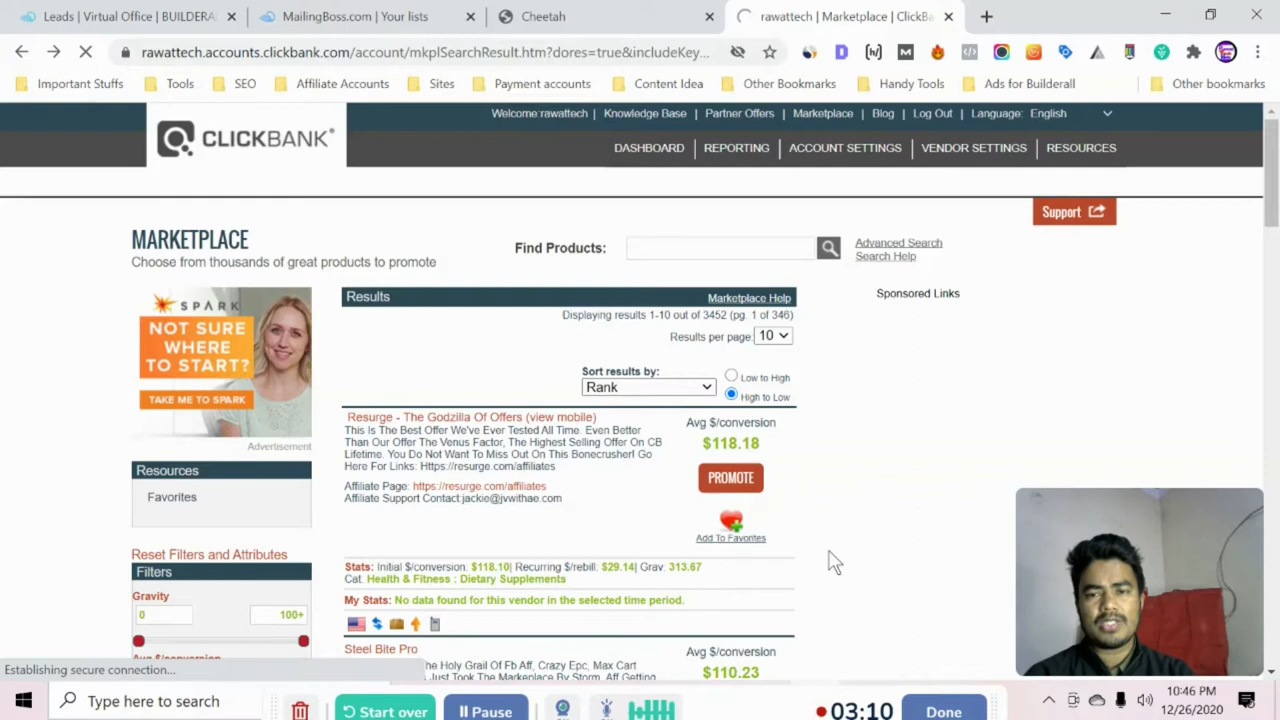 Leads | Virtual Office | BUILDERA
MailingBoss.com | Your lists
Cheetah
rawattech | Marketplace | ClickBa
rawattech.accounts.clickbank.com/account/mkplSearchResult.htm?dores=true&includeKey...
Important Stuffs
Tools
SEO
Affiliate Accounts
Sites
Payment accounts
Content Idea
Other Bookmarks
Handy Tools
Ads for Builderall
Other bookmarks
Welcome:rawattech | Knowledge Base | Partner Offers | Marketplace | Blog | Log Out | Language: English
CLICKBANK®
DASHBOARD | REPORTING | ACCOUNT SETTINGS | VENDOR SETTINGS | RESOURCES
Support
MARKETPLACE
Choose from thousands of great products to promote
Find Products:
Advanced Search
Search Help
SPARK
NOT SURE
WHERE
TO START?
TAKE ME TO SPARK
Advertisement
Resources
Favorites
Reset Filters and Attributes
Filters
Gravity
0
100+
Results
Marketplace Help
Displaying results 1-10 out of 3452 (pg. 1 of 346)
Results per page: 10
Sort results by:
Rank
Low to High
High to Low
Resurge - The Godzilla Of Offers (view mobile)
This Is The Best Offer We've Ever Tested All Time. Even Better
Than Our Offer The Venus Factor, The Highest Selling Offer On CB
Lifetime. You Do Not Want To Miss Out On This Bonecrusher! Go
Here For Links: Https://resurge.com/affiliates
Affiliate Page: https://resurge.com/affiliates
Affiliate Support Contact jackie@jvwithae.com
Avg $/conversion
$118.18
PROMOTE
Add To Favorites
Stats: Initial $/conversion: $118.10| Recurring $/rebill: $29.14| Grav. 313.67
Cat. Health & Fitness : Dietary Supplements
My Stats: No data found for this vendor in the selected time period.
Steel Bite Pro
The Holy Grail Of Fb Aff, Crazy Epc, Max Cart
Avg $/conversion
$110.23
Sponsored Links
Establishing secure connection...
Type here to search
Start over
Pause
03:10
Done
10:46 PM
12/26/2020